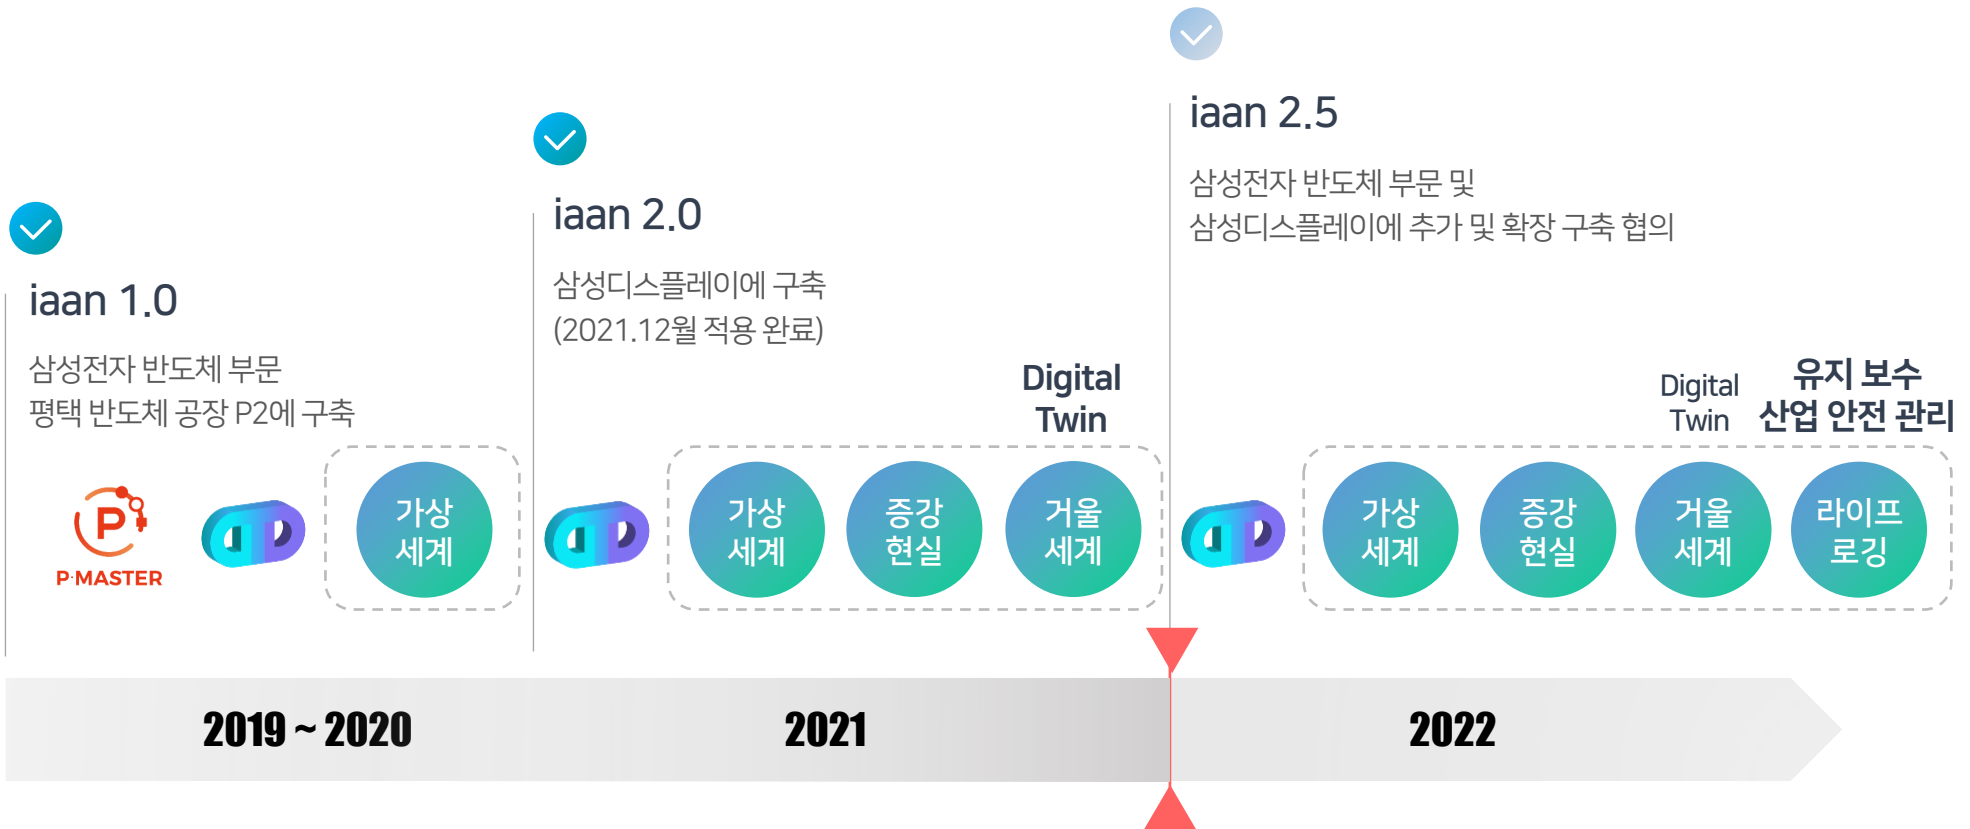 iaan 1.0
삼성전자 반도체 부문
평택 반도체 공장 P2에 구축
P
P·MASTER
가상
세계
iaan 2.0
삼성디스플레이에 구축
(2021.12월 적용 완료)
Digital
Twin
가상
세계
증강
현실
거울
세계
iaan 2.5
삼성전자 반도체 부문 및
삼성디스플레이에 추가 및 확장 구축 협의
Digital
Twin
유지 보수
산업 안전 관리
가상
세계
증강
현실
거울
세계
라이프
로깅
2019 ~ 2020
2021
2022